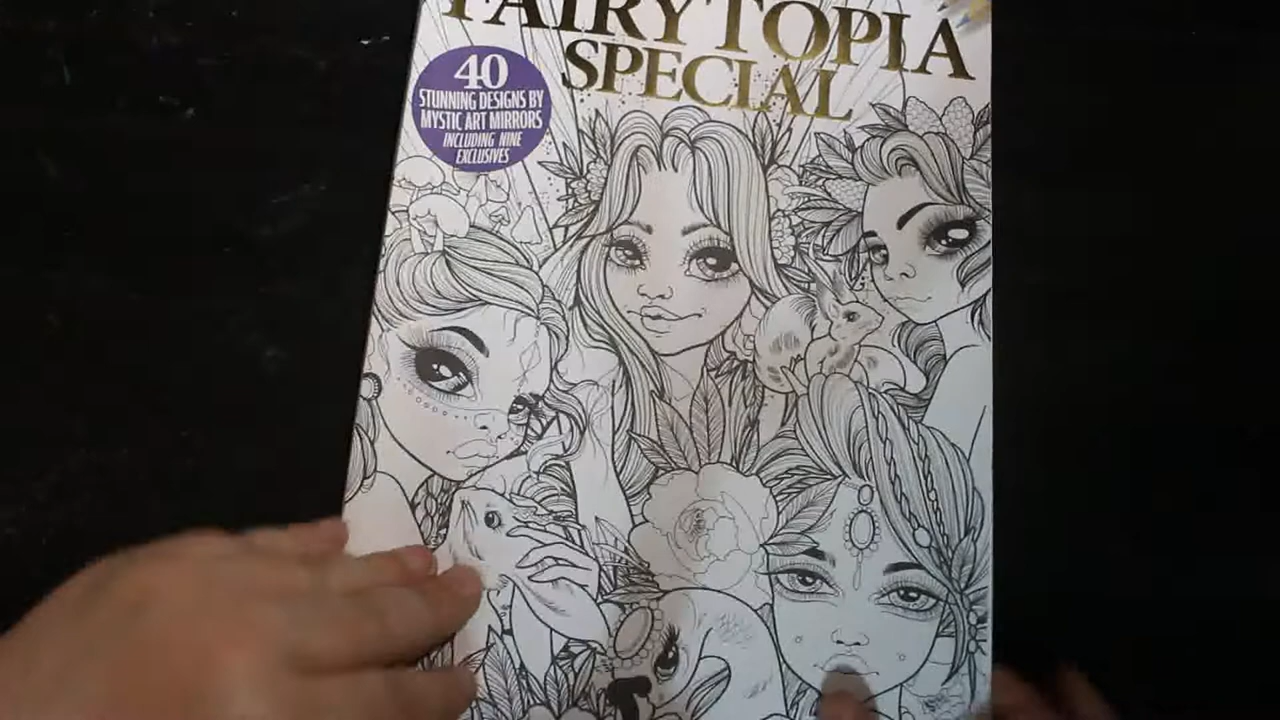 FAIRYTOPIA
SPECIAL
40
STUNNING DESIGNS BY
MYSTIC ART MIRRORS
INCLUDING NINE
EXCLUSIVES